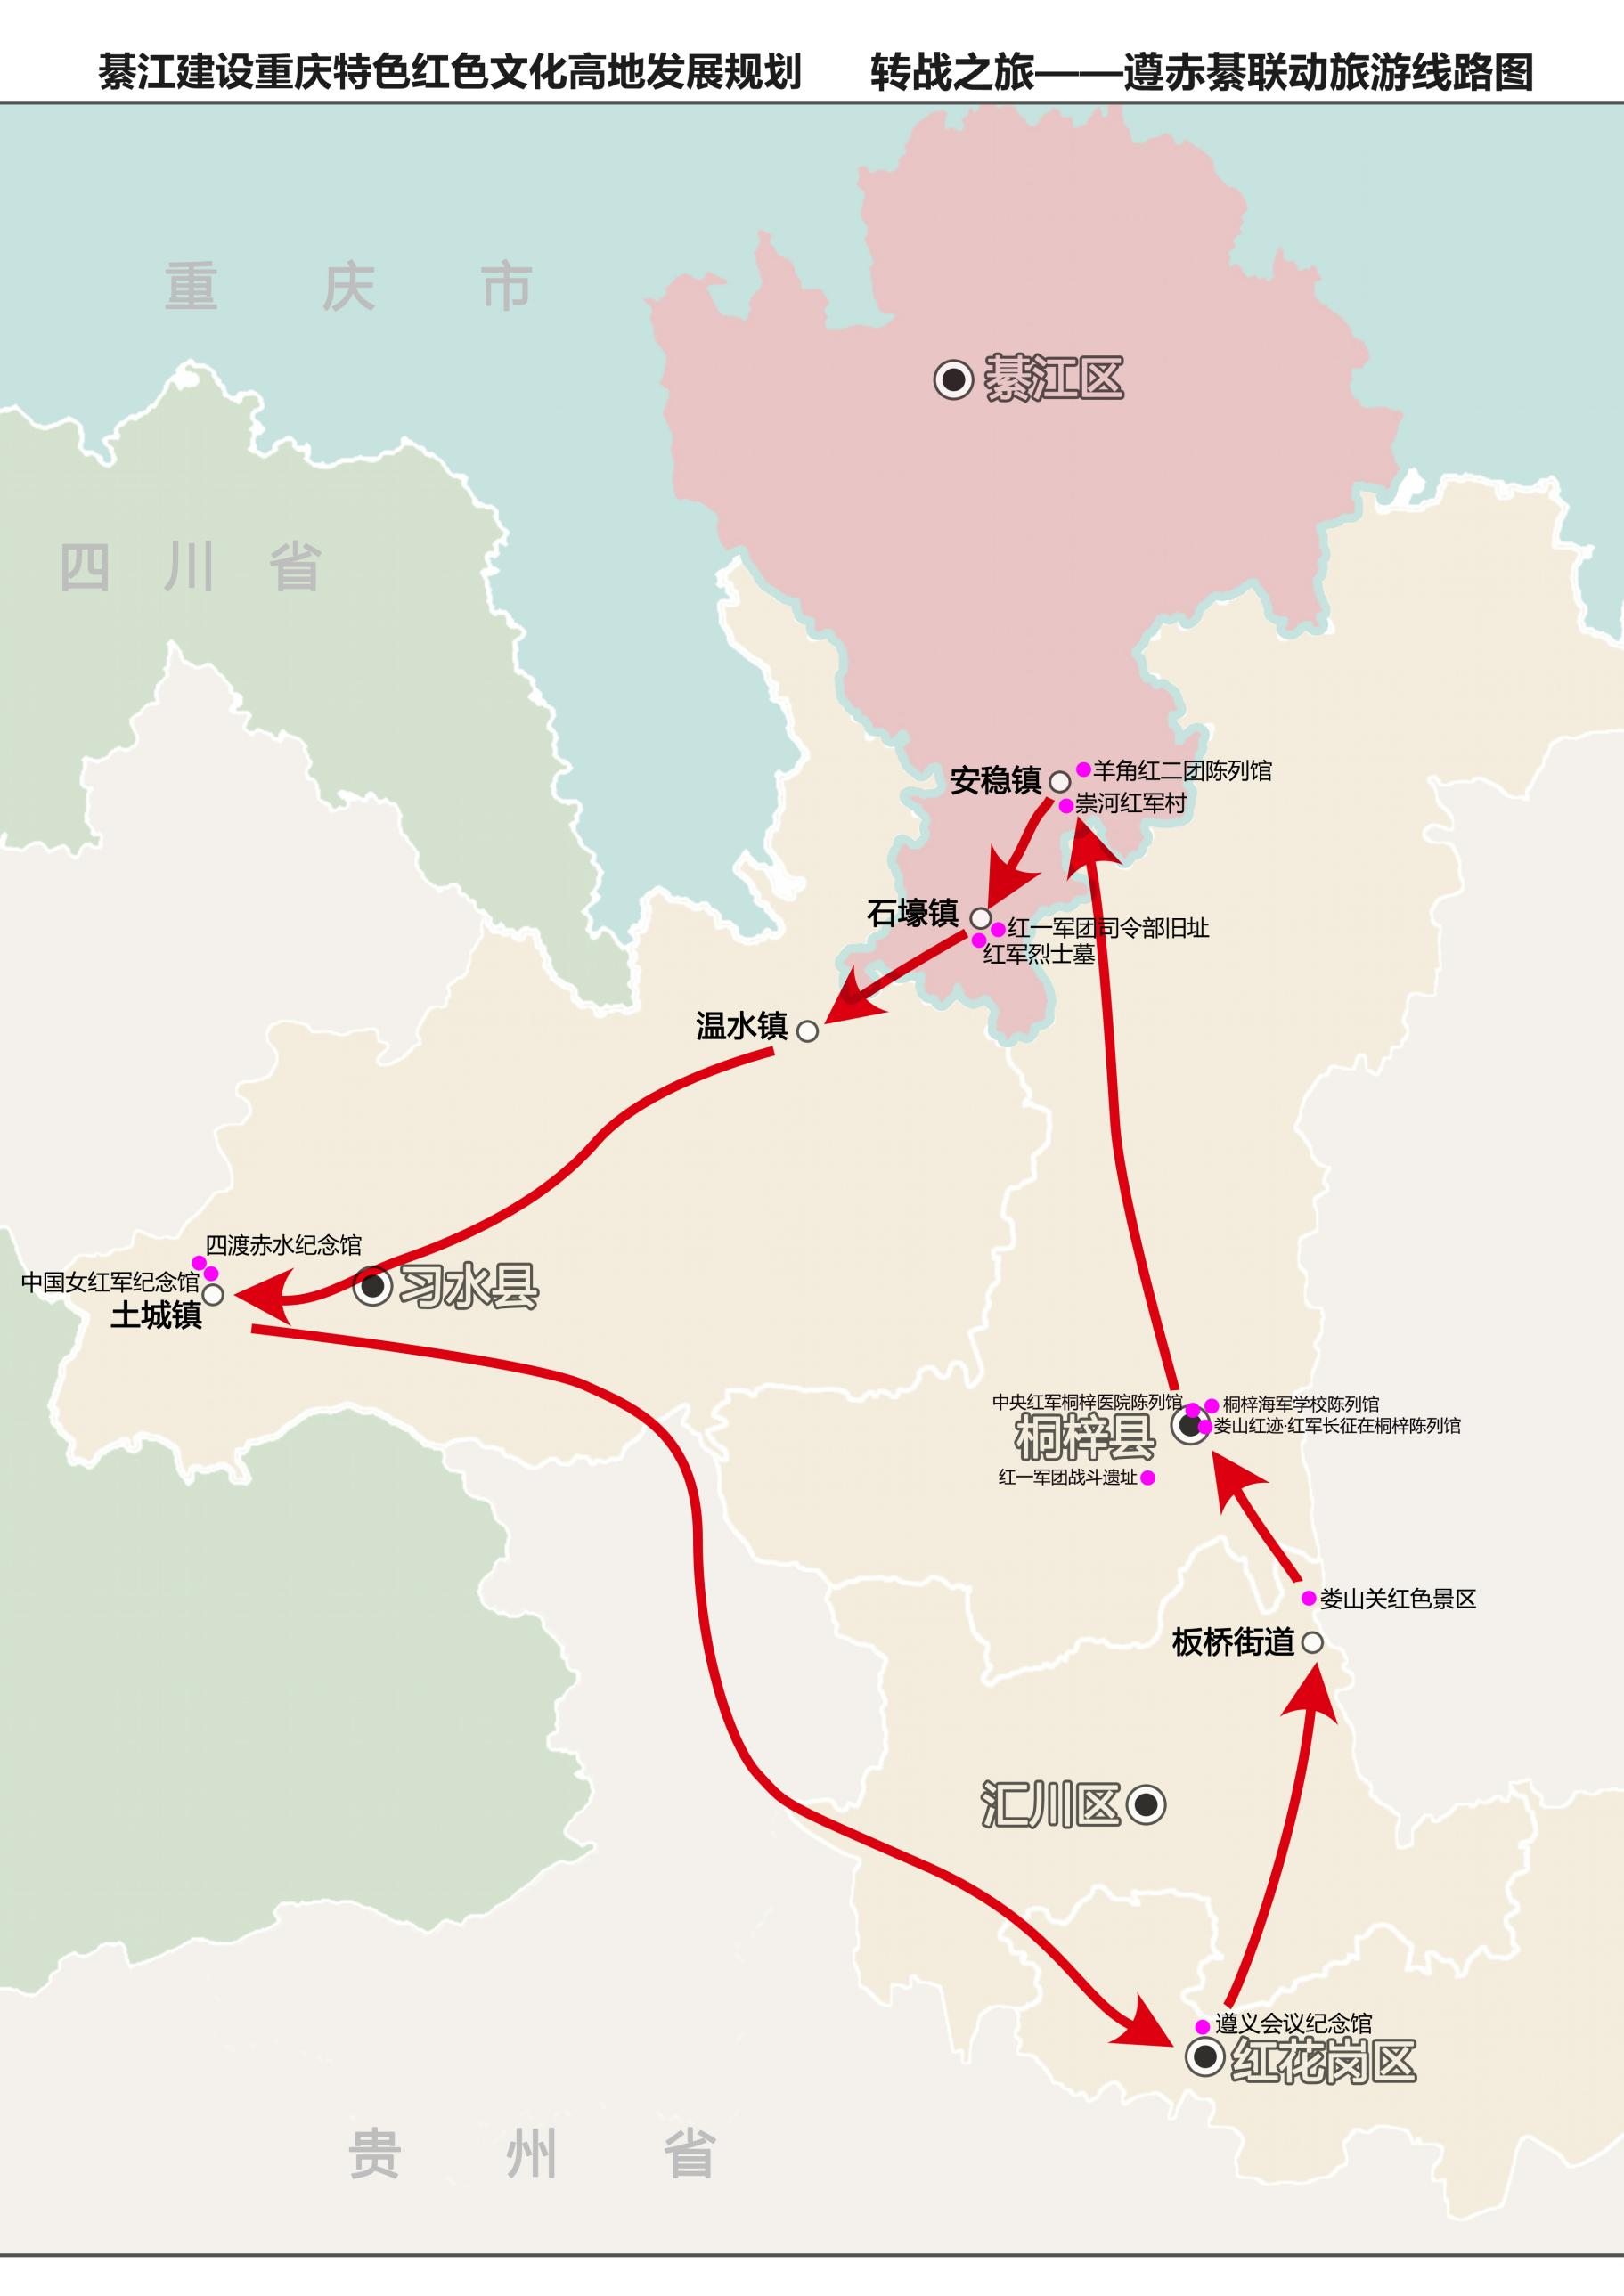 綦江建设重庆特色红色文化高地发展规划 转战之旅——遵赤綦联动旅游线路图
重庆市
綦江区
四川省
羊角红二团陈列馆
安稳镇
崇河红军村
石壕镇
红一军团司令部旧址
红军烈士墓
温水镇
四渡赤水纪念馆
中国女红军纪念馆
习水县
土城镇
中央红军桐梓医院陈列馆
桐梓海军学校陈列馆
娄山红迹·红军长征在桐梓陈列馆
桐梓县
红一军团战斗遗址
娄山关红色景区
板桥街道
汇川区
遵义会议纪念馆
红花岗区
贵州省